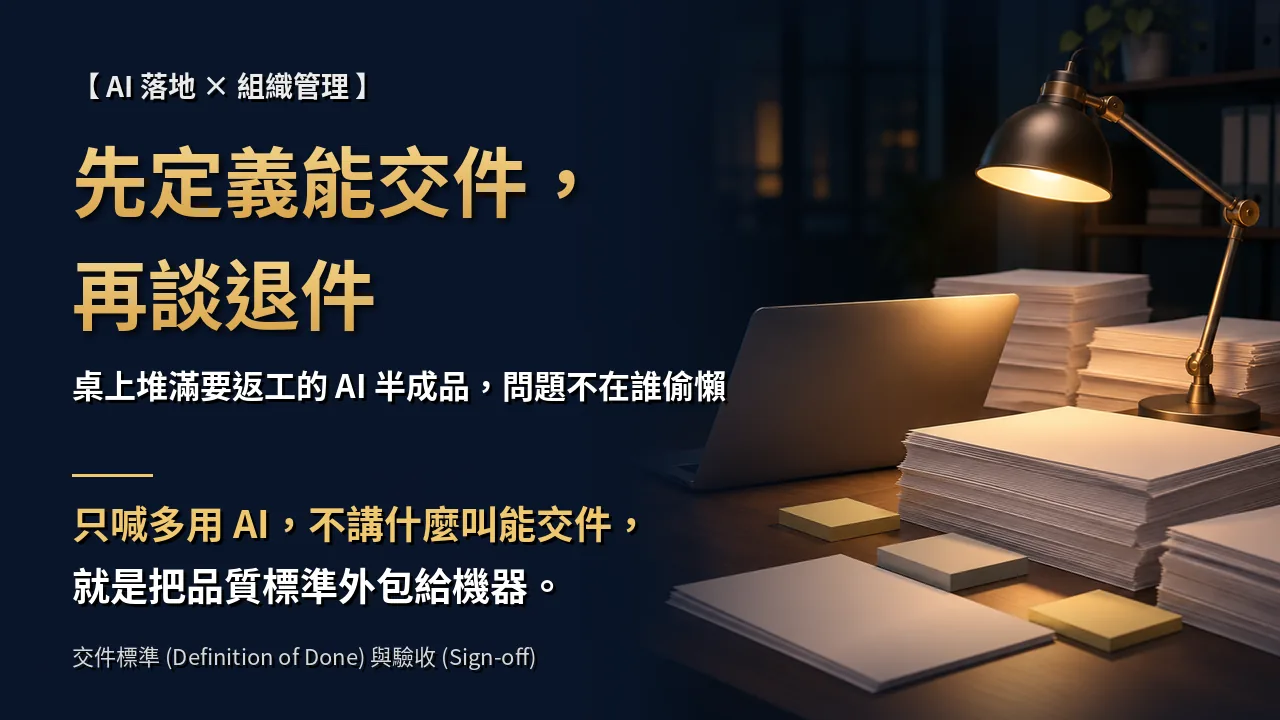 【 AI 落地 × 組織管理 】
先定義能交件，
再談退件
桌上堆滿要返工的 AI 半成品，問題不在誰偷懶
只喊多用 AI，不講什麼叫能交件，
就是把品質標準外包給機器。
交件標準 (Definition of Done) 與驗收 (Sign-off)